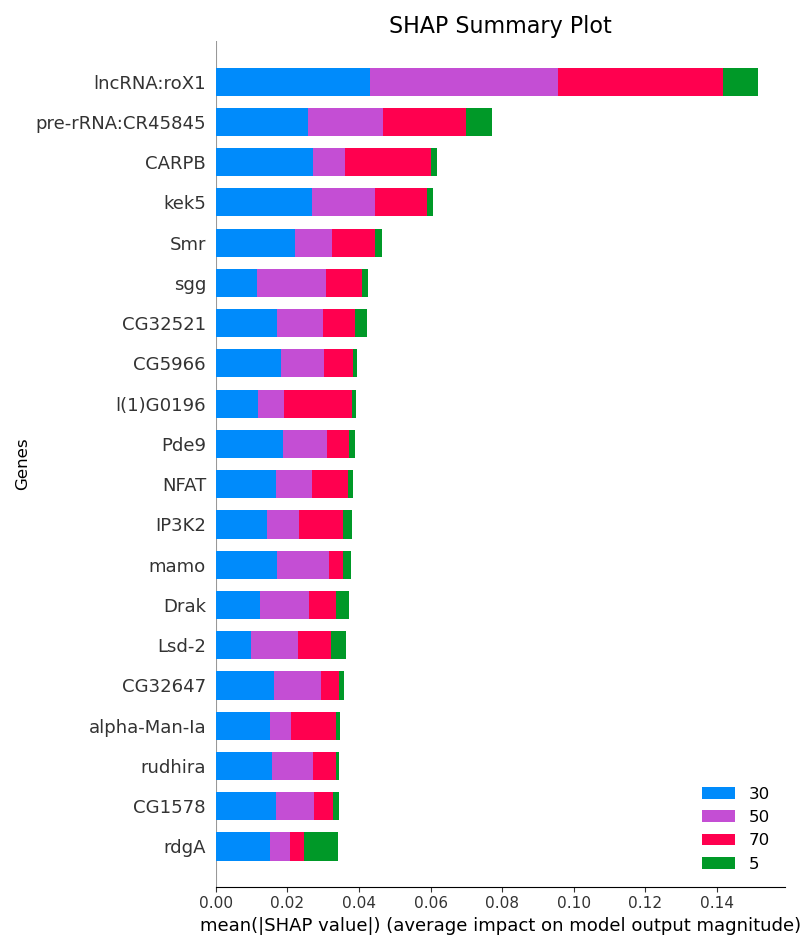 SHAP Summary Plot
lncRNA:roX1
pre-rRNA:CR45845
CARPB
kek5
Smr
sgg
CG32521
CG5966
l(1)G0196
Pde9
NFAT
IP3K2
mamo
Drak
Lsd-2
CG32647
alpha-Man-Ia
rudhira
CG1578
rdgA
Genes
30
50
70
5
0.00 0.02 0.04 0.06 0.08 0.10 0.12 0.14
mean(|SHAP value|) (average impact on model output magnitude)